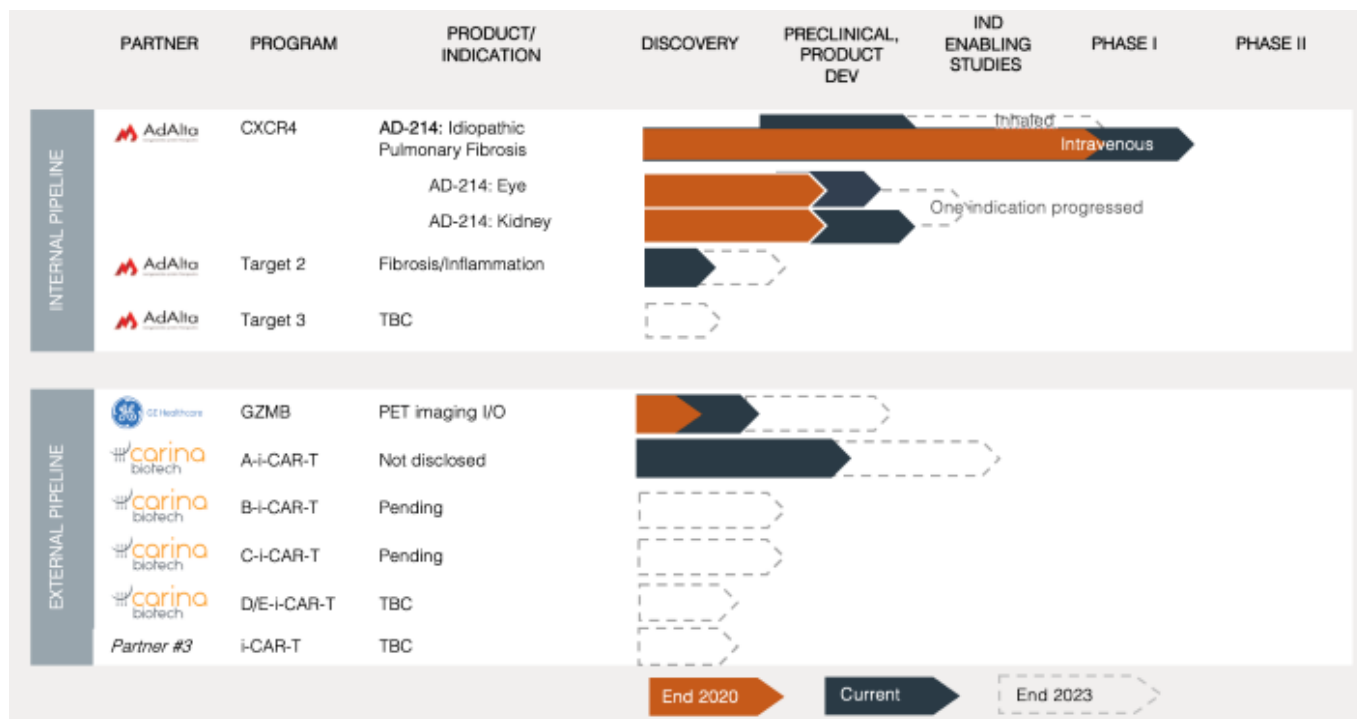 PARTNER
PROGRAM
PRODUCT/
INDICATION
DISCOVERY
PRECLINICAL,
PRODUCT
DEV
IND
ENABLING
STUDIES
PHASE I
PHASE II
INTERNAL PIPELINE
AdAlta
CXCR4
AD-214: Idiopathic
Pulmonary Fibrosis
Inhaled
Intravenous
AD-214: Eye
AD-214: Kidney
One indication progressed
AdAlta
Target 2
Fibrosis/Inflammation
AdAlta
Target 3
TBC
EXTERNAL PIPELINE
GE Healthcare
GZMB
PET imaging I/O
carina
biotech
A-i-CAR-T
Not disclosed
carina
biotech
B-i-CAR-T
Pending
carina
biotech
C-i-CAR-T
Pending
carina
biotech
D/E-i-CAR-T
TBC
Partner #3
i-CAR-T
TBC
End 2020
Current
End 2023